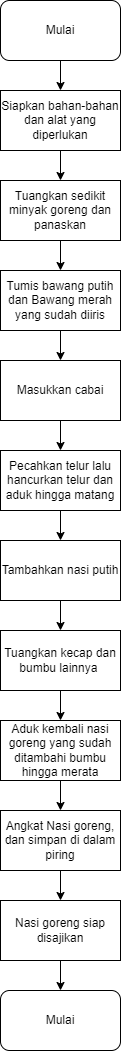 Mulai
Siapkan bahan-bahan
dan alat yang
diperlukan
Tuangkan sedikit
minyak goreng dan
panaskan
Tumis bawang putih
dan Bawang merah
yang sudah diiris
Masukkan cabai
Pecahkan telur lalu
hancurkan telur dan
aduk hingga matang
Tambahkan nasi putih
Tuangkan kecap dan
bumbu lainnya
Aduk kembali nasi
goreng yang sudah
ditambahi bumbu
hingga merata
Angkat Nasi goreng,
dan simpan di dalam
piring
Nasi goreng siap
disajikan
Mulai